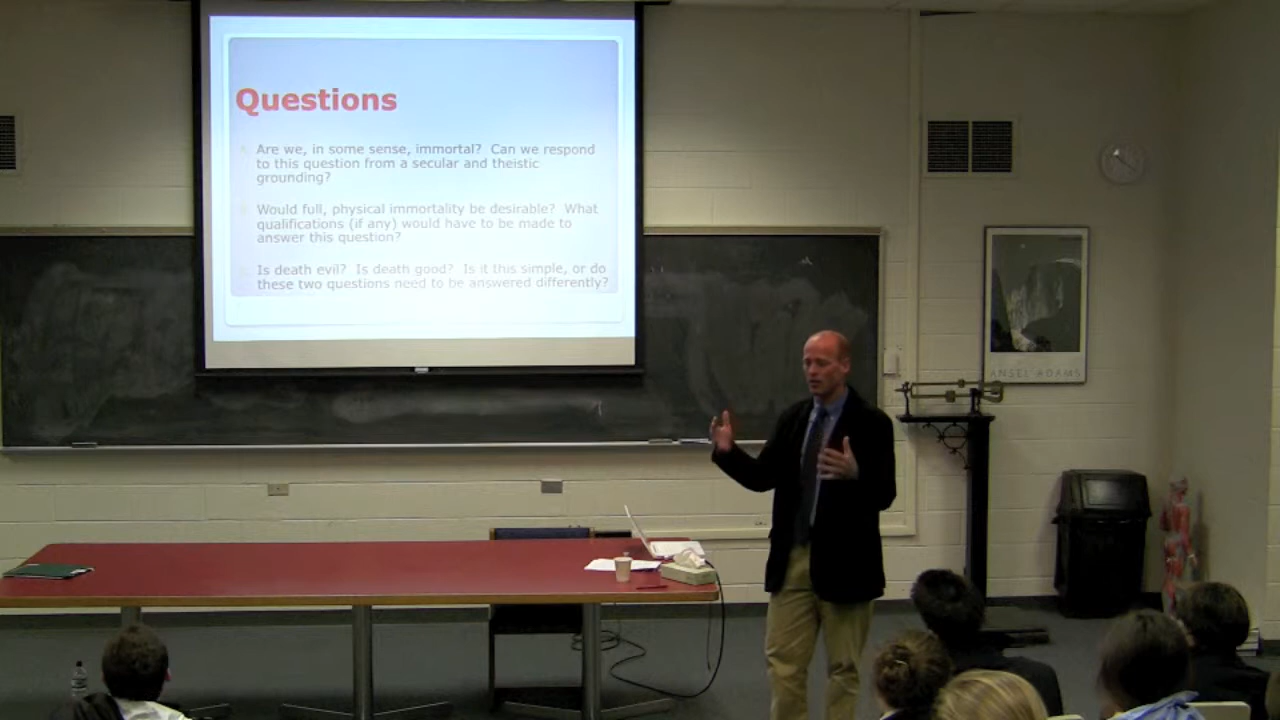 Questions
Are we, in some sense, immortal? Can we respond
to this question from a secular and theistic
grounding?
Would full, physical immortality be desirable? What
qualifications (if any) would have to be made to
answer this question?
Is death evil? Is death good? Is it this simple, or do
these two questions need to be answered differently?
ANSEL ADAMS